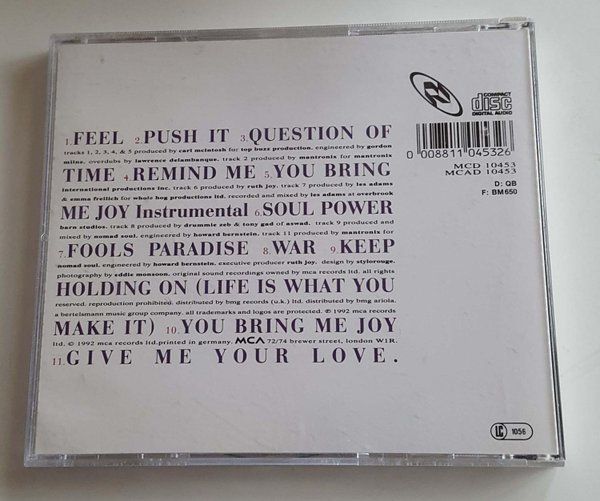 COMPACT
disc
DIGITAL AUDIO
1.FEEL 2.PUSH IT 3.QUESTION OF
tracks 1, 2, 3, 4, & 5 produced by carl mcintosh for top buzz production. engineered by gordon
milne. overdubs by lawrence delambanque. track 2 produced by mantronix for mantronix
TIME 4.REMIND ME 5.YOU BRING
international productions inc. track 6 produced by ruth joy. track 7 produced by les adams
& emma freilich for whole hog productions ltd. recorded and mixed by les adams at overbrook
ME JOY Instrumental 6.SOUL POWER
barn studios. track 8 produced by drummie zeb & tony gad of aswad. track 9 produced and
mixed by nomad soul. engineered by howard bernstein. track 11 produced by mantronix for
7.FOOLS PARADISE 8.WAR 9.KEEP
nomad soul. engineered by howard bernstein. executive producer ruth joy. design by stylorouge.
photography by eddie monsoon. original sound recordings owned by mca records ltd. all rights
HOLDING ON (LIFE IS WHAT YOU
reserved. reproduction prohibited. distributed by bmg records (u.k.) ltd. distributed by bmg ariola.
a bertelsmann music group company. all trademarks and logos are protected. ℗ 1992 mca records
MAKE IT) 10.YOU BRING ME JOY
ltd. © 1992 mca records ltd.printed in germany. MCA 72/74 brewer street, london W1R.
11.GIVE ME YOUR LOVE.
0 008811 045326
MCD 10453
MCAD 10453
D: QB
F: BM650
LC 1056